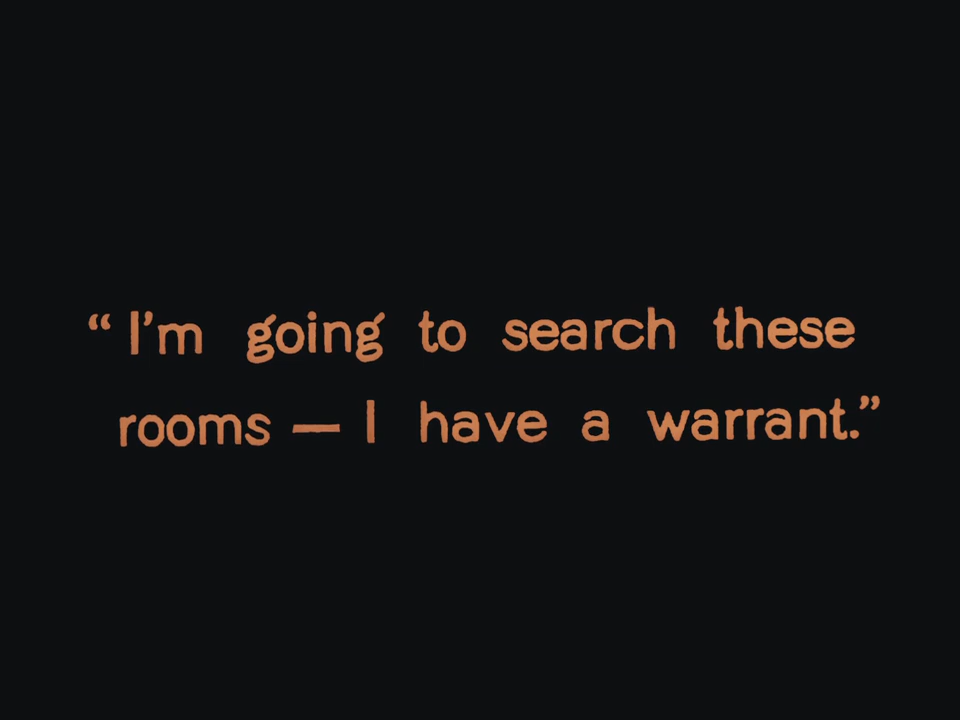 “I'm going to search these
rooms — I have a warrant.”